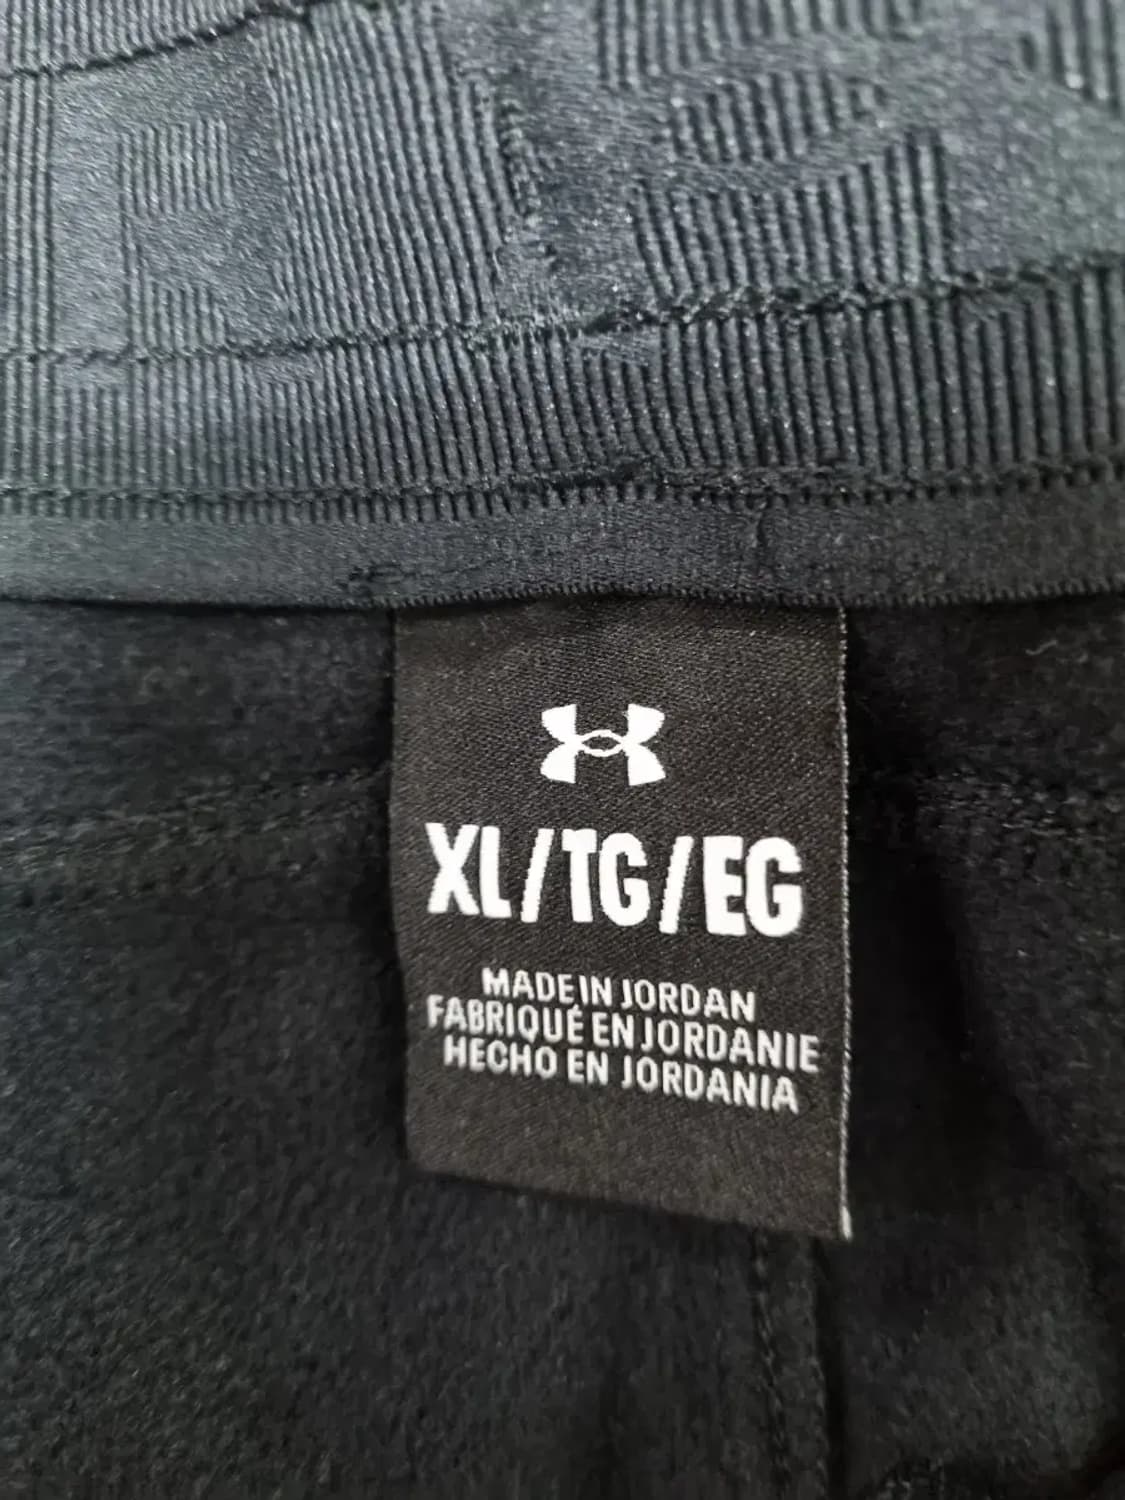 XL/TG/EG
MADE IN JORDAN
FABRIQUÉ EN JORDANIE
HECHO EN JORDANIA